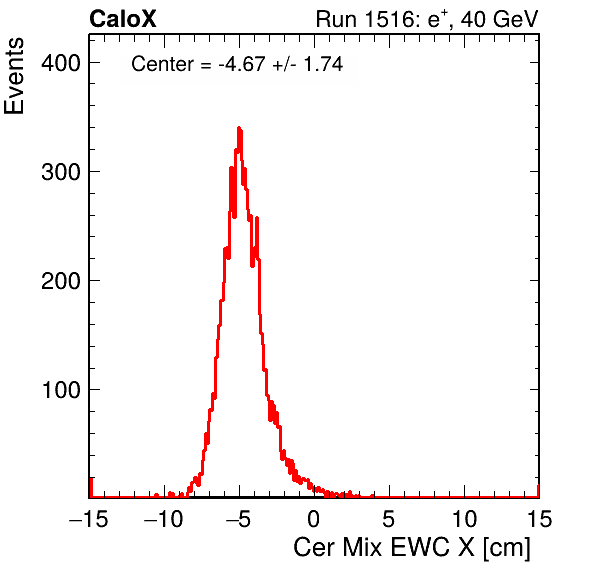 CaloX Run 1516: e⁺, 40 GeV
Center = -4.67 +/- 1.74
Events
400
300
200
100
−15 −10 −5 0 5 10 15
Cer Mix EWC X [cm]